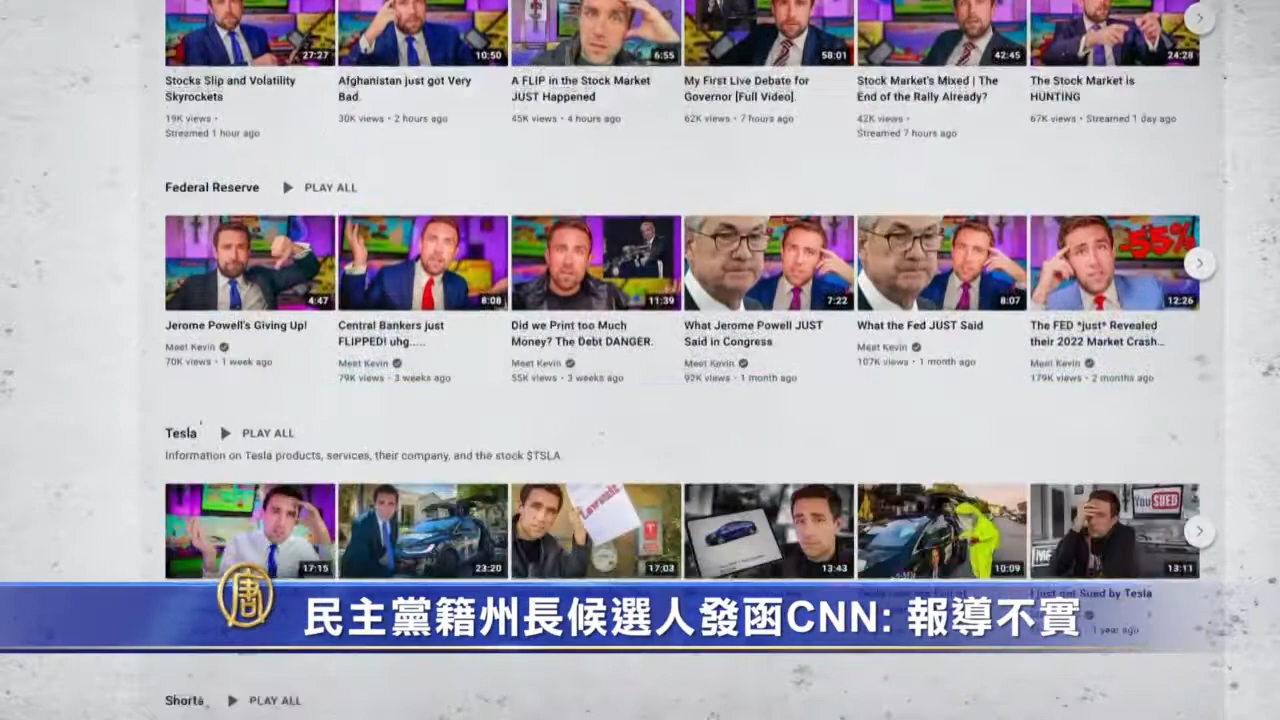 27:27
10:50
6:55
58:01
42:45
24:28
Stocks Slip and Volatility
Skyrockets
19K views •
Streamed 1 hour ago
Afghanistan just got Very
Bad.
30K views • 2 hours ago
A FLIP in the Stock Market
JUST Happened
45K views • 4 hours ago
My First Live Debate for
Governor [Full Video].
62K views • 7 hours ago
Stock Market's Mixed | The
End of the Rally Already?
42K views •
Streamed 7 hours ago
The Stock Market is
HUNTING
67K views • Streamed 1 day ago
Federal Reserve
PLAY ALL
4:47
8:08
11:39
7:22
8:07
-55%
12:26
Jerome Powell's Giving Up!
Meet Kevin
70K views • 1 week ago
Central Bankers just
FLIPPED! uhg.....
Meet Kevin
79K views • 3 weeks ago
Did we Print too Much
Money? The Debt DANGER.
Meet Kevin
55K views • 3 weeks ago
What Jerome Powell JUST
Said in Congress
Meet Kevin
92K views • 1 month ago
What the Fed JUST Said
Meet Kevin
107K views • 1 month ago
The FED *just* Revealed
their 2022 Market Crash...
Meet Kevin
179K views • 2 months ago
Tesla
PLAY ALL
Information on Tesla products, services, their company, and the stock $TSLA.
17:15
23:20
Lawsuit
17:03
13:43
10:09
YouSUED
ME
13:11
I just got Sued by Tesla
1 year ago
唐
民主黨籍州長候選人發函CNN: 報導不實
Shorts
PLAY ALL